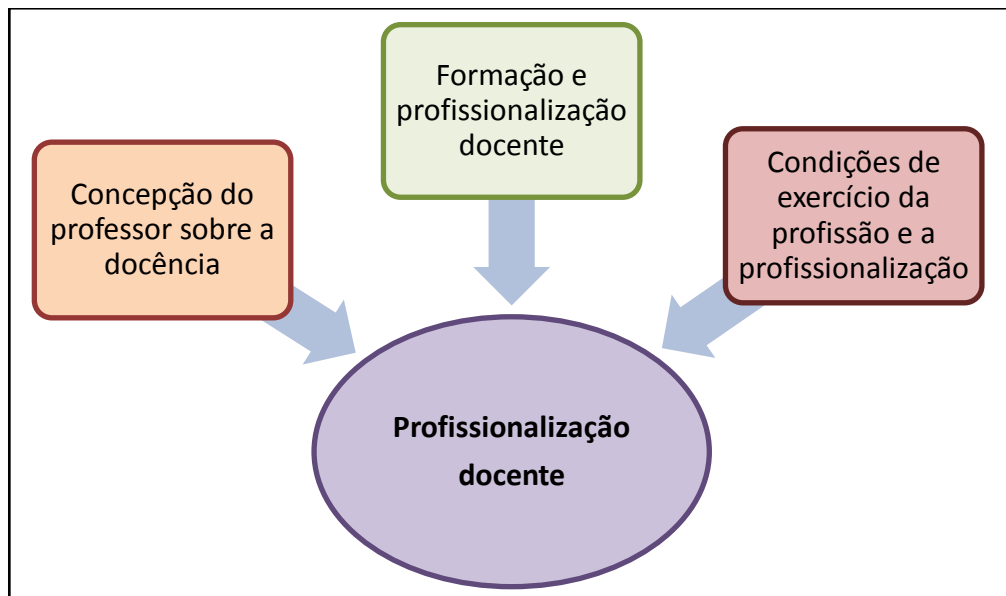 Formação e
profissionalização
docente
Concepção do
professor sobre a
docência
Condições de
exercício da
profissão e a
profissionalização
Profissionalização
docente